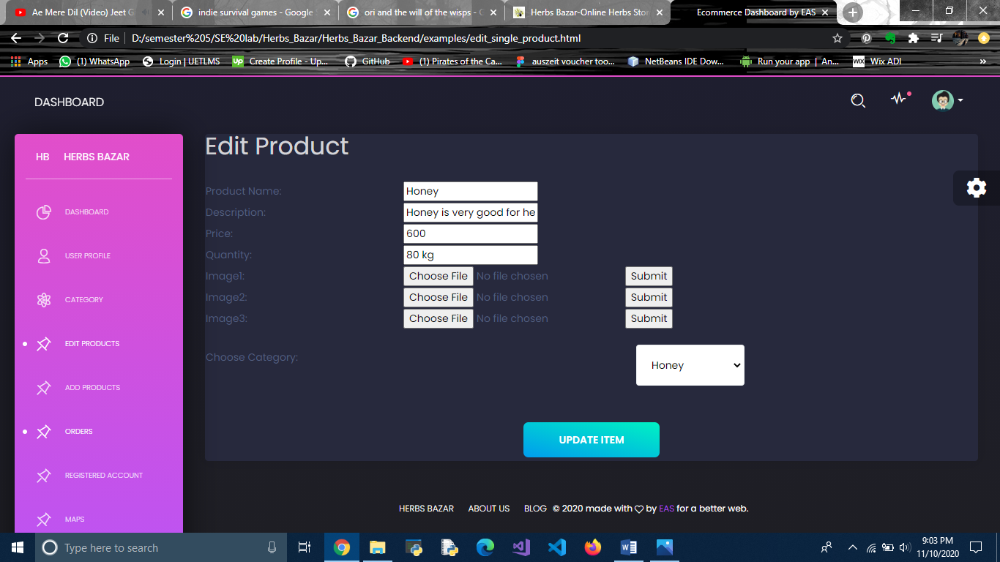 Ae Mere Dil (Video) Jeet G
indie survival games - Google
ori and the will of the wisps - G
Herbs Bazar-Online Herbs Stor
Ecommerce Dashboard by EAS
File
D:/semester%205/SE%20lab/Herbs_Bazar/Herbs_Bazar_Backend/examples/edit_single_product.html
Apps
(1) WhatsApp
Login | UETLMS
Up
Create Profile - Up...
GitHub
(1) Pirates of the Ca...
auszeit voucher too...
NetBeans IDE Dow...
Run your app | An...
WIX
Wix ADI
»
DASHBOARD
HB HERBS BAZAR
DASHBOARD
USER PROFILE
CATEGORY
EDIT PRODUCTS
ADD PRODUCTS
ORDERS
REGISTERED ACCOUNT
MAPS
Edit Product
Product Name: Honey
Description: Honey is very good for he
Price: 600
Quantity: 80 kg
Image1: Choose File No file chosen Submit
Image2: Choose File No file chosen Submit
Image3: Choose File No file chosen Submit
Choose Category: Honey
UPDATE ITEM
HERBS BAZAR ABOUT US BLOG © 2020 made with ♡ by EAS for a better web.
Type here to search
9:03 PM
11/10/2020